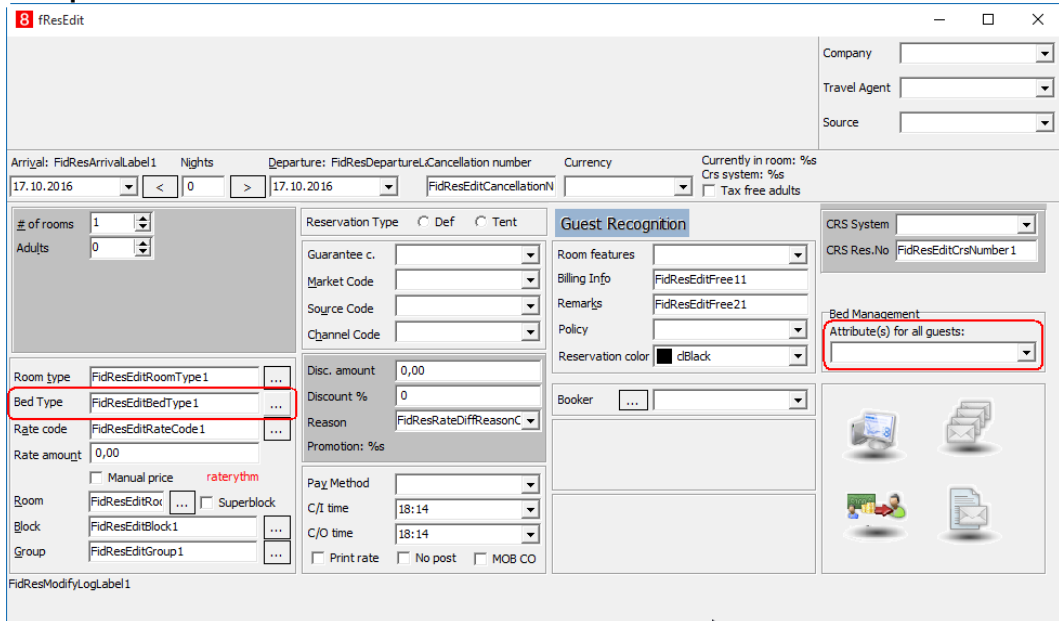 8 fResEdit
Company
Travel Agent
Source
Arrival: FidResArrivalLabel1 Nights Departure: FidResDepartureL Cancellation number Currency Currently in room: %s
Crs system: %s
17.10.2016 < 0 > 17.10.2016 FidResEditCancellationN Tax free adults
# of rooms 1
Adults 0
Reservation Type Def Tent
Guarantee c.
Market Code
Source Code
Channel Code
Guest Recognition
Room features
Billing Info FidResEditFree11
Remarks FidResEditFree21
Policy
Reservation color clBlack
CRS System
CRS Res.No FidResEditCrsNumber1
Bed Management
Attribute(s) for all guests:
Room type FidResEditRoomType1 ...
Bed Type FidResEditBedType1 ...
Rate code FidResEditRateCode1 ...
Rate amount 0,00
Manual price raterythm
Room FidResEditRoo ... Superblock
Block FidResEditBlock1 ...
Group FidResEditGroup1 ...
Disc. amount 0,00
Discount % 0
Reason FidResRateDiffReasonC
Promotion: %s
Pay Method
C/I time 18:14
C/O time 18:14
Print rate No post MOB CO
Booker ...
FidResModifyLogLabel1